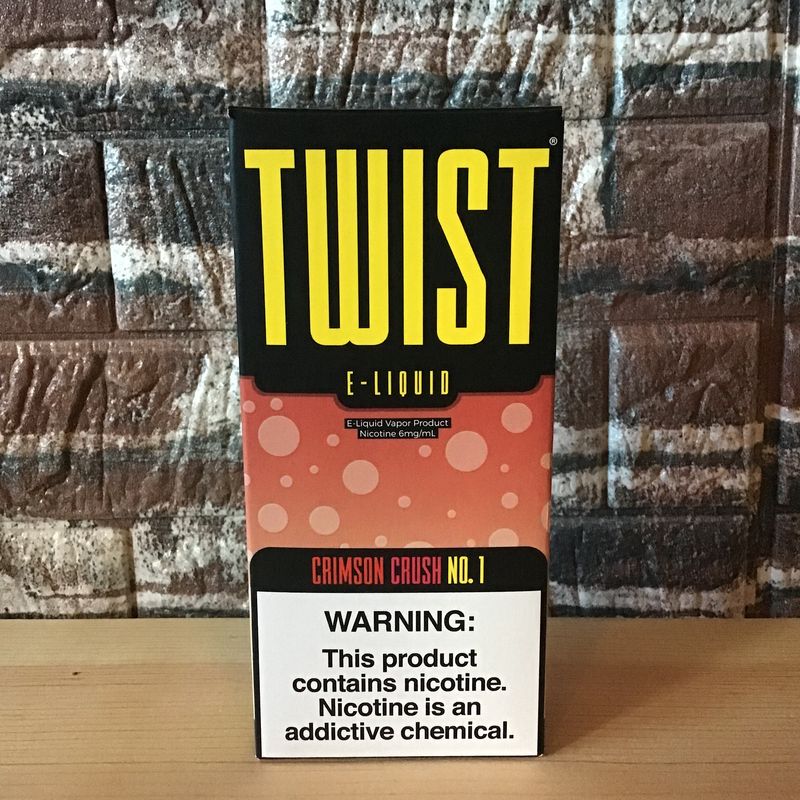 TWIST®
E-LIQUID
E-Liquid Vapor Product
Nicotine 6mg/mL
CRIMSON CRUSH NO. 1
WARNING:
This product
contains nicotine.
Nicotine is an
addictive chemical.